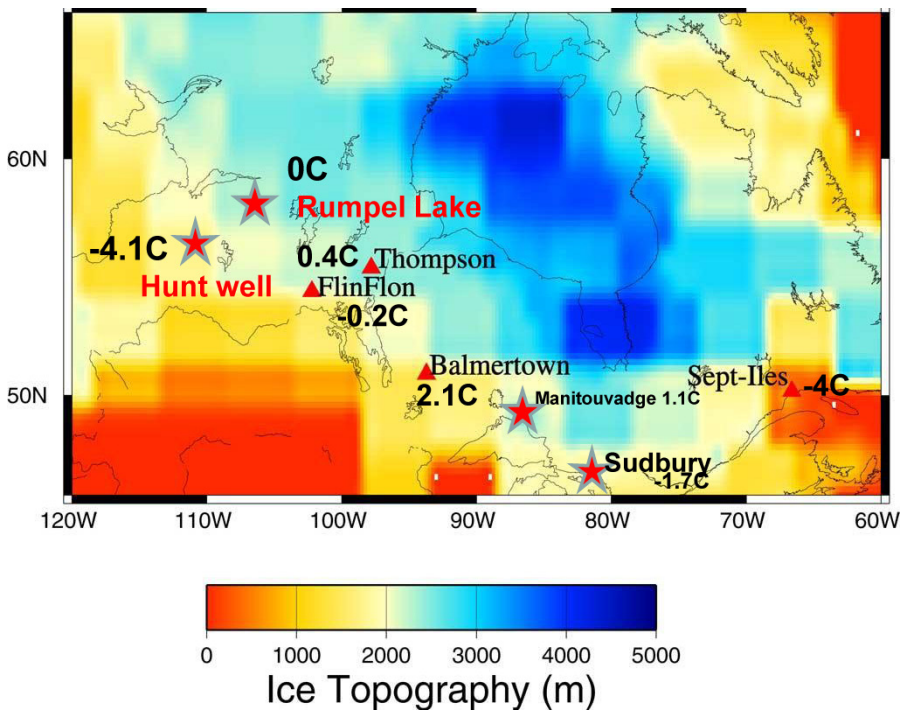 60N
0C
Rumpel Lake
-4.1C
Hunt well
0.4C
Thompson
FlinFlon
-0.2C
Balmertown
2.1C
50N
Manitouvadge 1.1C
Sept-Iles
-4C
Sudbury
-1.7C
120W 110W 100W 90W 80W 70W 60W
0 1000 2000 3000 4000 5000
Ice Topography (m)